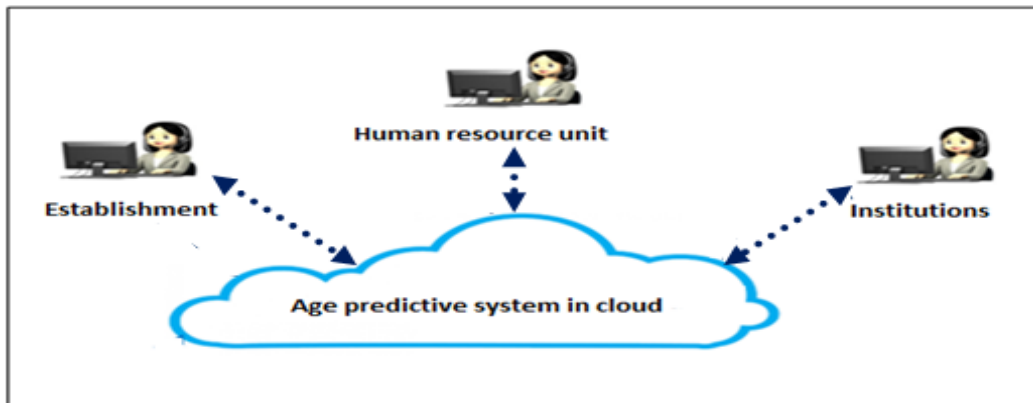 Human resource unit
Establishment
Institutions
Age predictive system in cloud